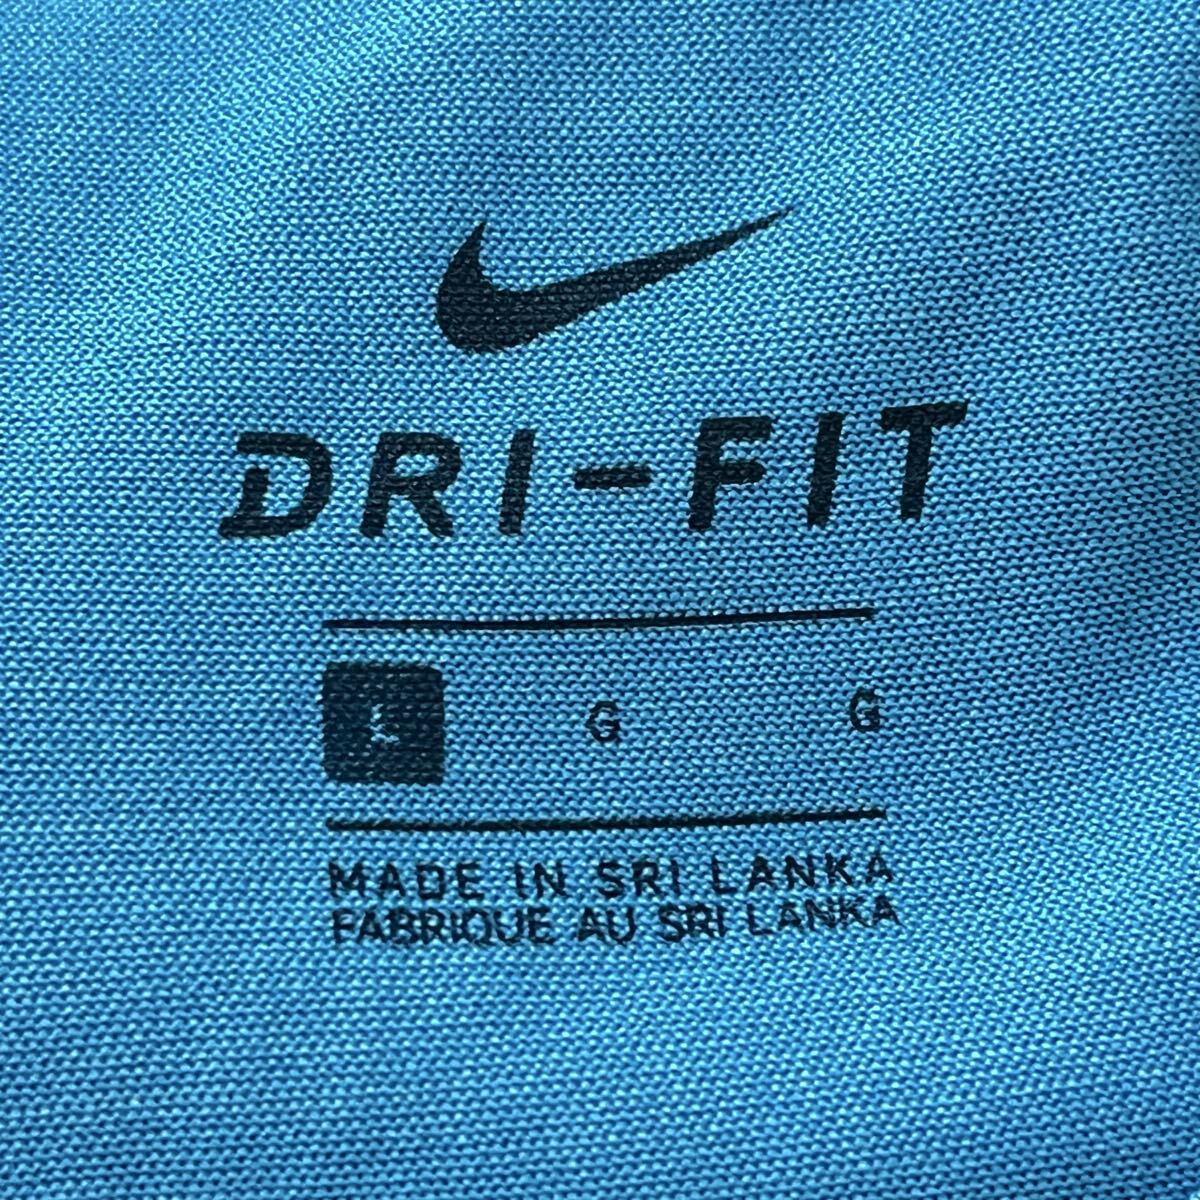 DRI-FIT
L G G
MADE IN SRI LANKA
FABRIQUE AU SRI LANKA